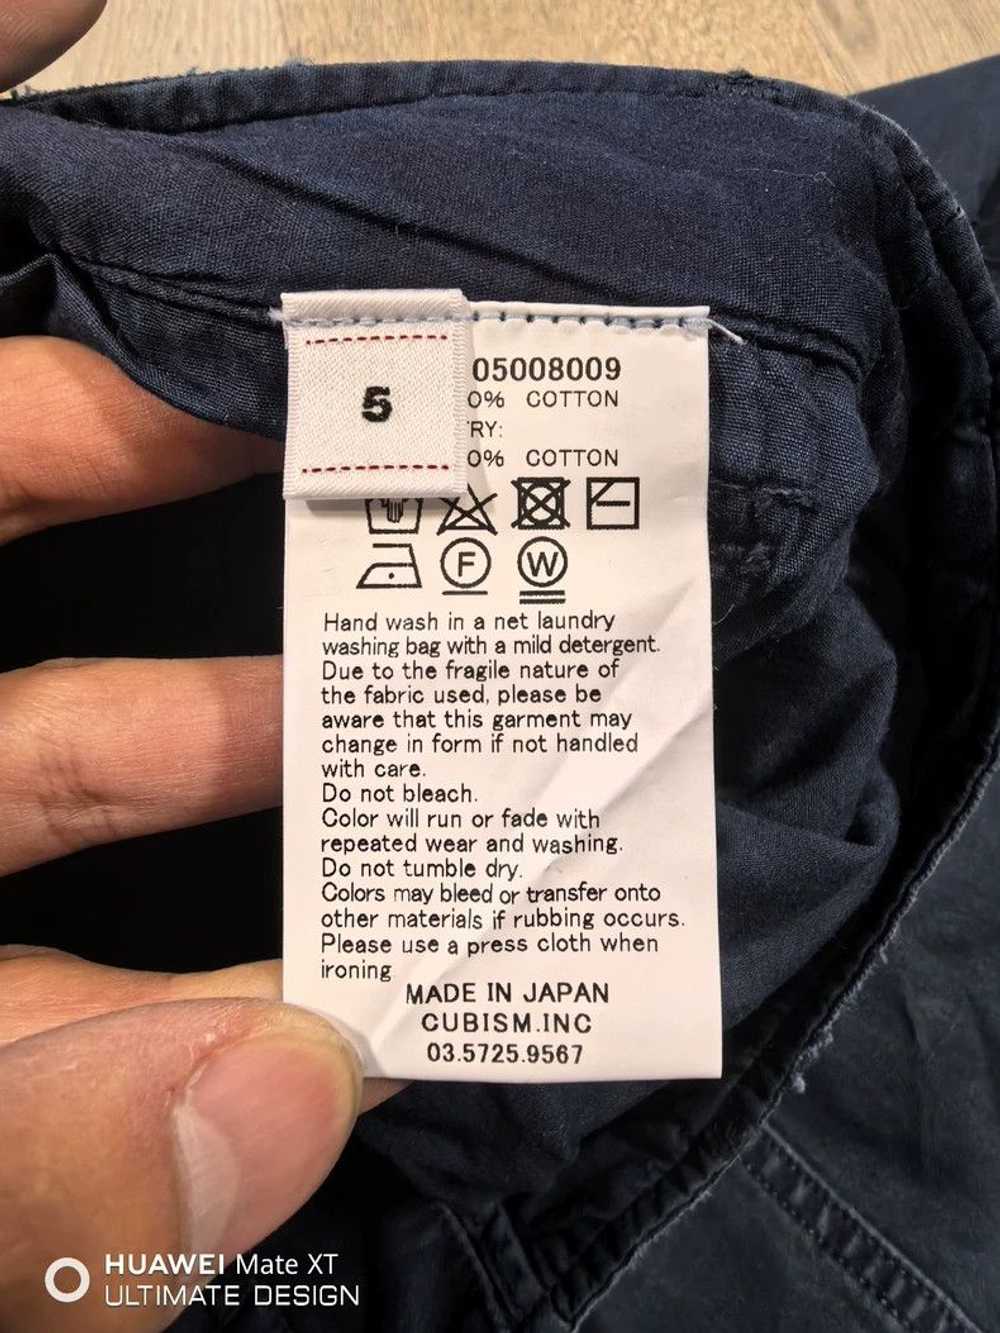 5
05008009
0% COTTON
RY:
0% COTTON
F
W
Hand wash in a net laundry
washing bag with a mild detergent.
Due to the fragile nature of
the fabric used, please be
aware that this garment may
change in form if not handled
with care.
Do not bleach.
Color will run or fade with
repeated wear and washing.
Do not tumble dry.
Colors may bleed or transfer onto
other materials if rubbing occurs.
Please use a press cloth when
ironing
MADE IN JAPAN
CUBISM.INC
03.5725.9567
HUAWEI Mate XT
ULTIMATE DESIGN